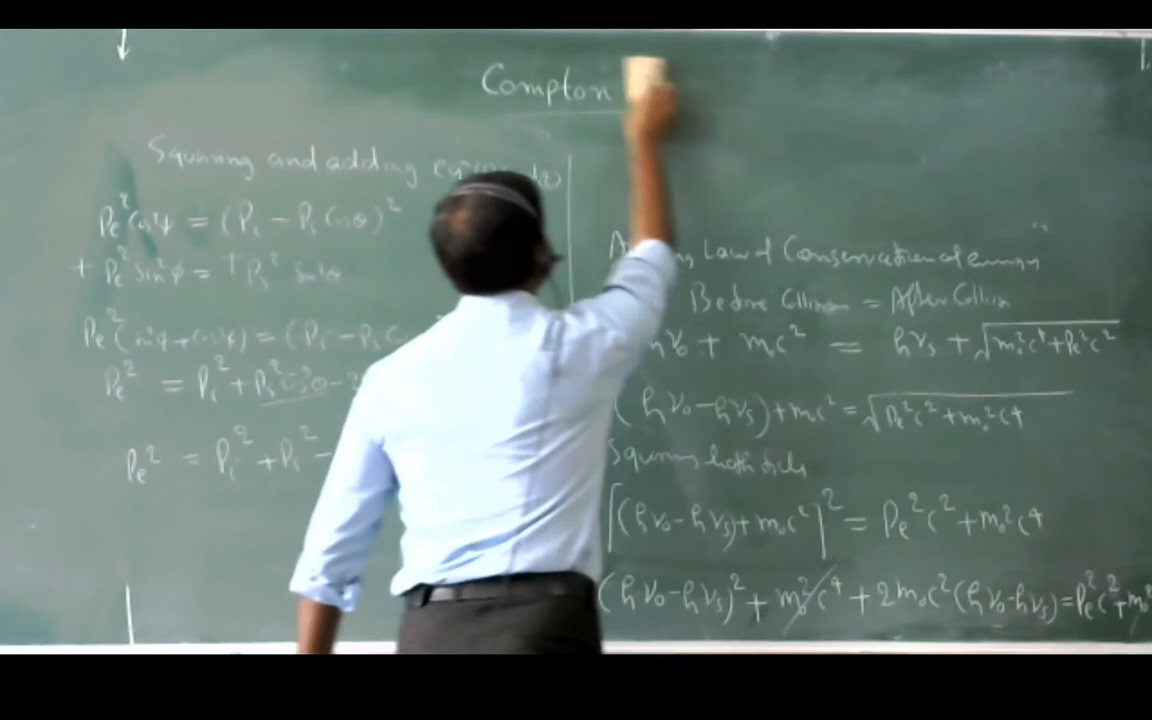 Compton
Squaring and adding
Pe² Cos²φ = (Pi − Ps Cosθ)²
+ Pe² Sin²φ = + Ps² Sin²θ
Pe² (Sin²φ + Cos²φ) = (Pi − Ps Co
Pe² = Pi² + Ps² Cos²θ − 2
Pe² = Pi² + Ps² −
Law of Conservation of
Before Collision = After Collision
hν₀ + mc² = hνs + √m₀²c⁴ + Pe²c²
(hν₀ − hνs) + m₀c² = √Pe²c² + m₀²c⁴
Squaring both side
[(hν₀ − hνs) + m₀c²]² = Pe²c² + m₀²c⁴
(hν₀ − hνs)² + m₀²c⁴ + 2m₀c² (hν₀ − hνs) = Pe²c² + m₀²